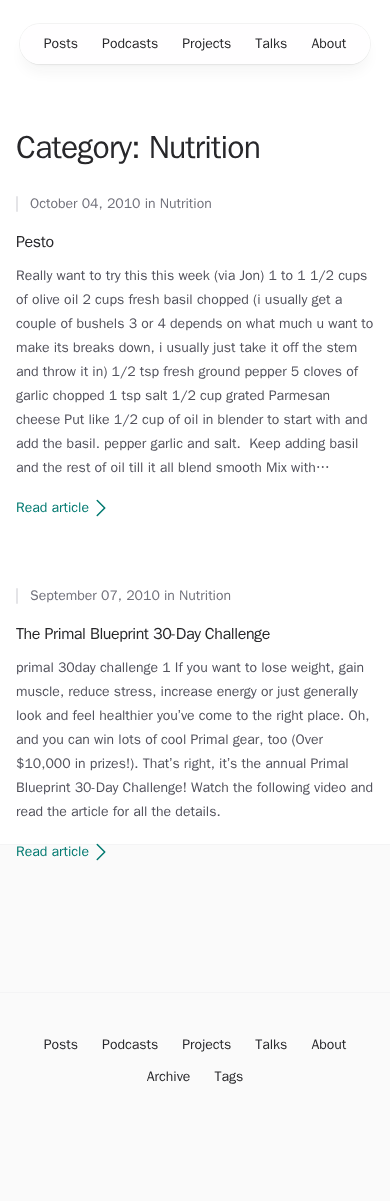 Posts Podcasts Projects Talks About
Category: Nutrition
October 04, 2010 in Nutrition
Pesto
Really want to try this this week (via Jon) 1 to 1 1/2 cups
of olive oil 2 cups fresh basil chopped (i usually get a
couple of bushels 3 or 4 depends on what much u want to
make its breaks down, i usually just take it off the stem
and throw it in) 1/2 tsp fresh ground pepper 5 cloves of
garlic chopped 1 tsp salt 1/2 cup grated Parmesan
cheese Put like 1/2 cup of oil in blender to start with and
add the basil. pepper garlic and salt.  Keep adding basil
and the rest of oil till it all blend smooth Mix with…
Read article
September 07, 2010 in Nutrition
The Primal Blueprint 30-Day Challenge
primal 30day challenge 1 If you want to lose weight, gain
muscle, reduce stress, increase energy or just generally
look and feel healthier you've come to the right place. Oh,
and you can win lots of cool Primal gear, too (Over
$10,000 in prizes!). That's right, it's the annual Primal
Blueprint 30-Day Challenge! Watch the following video and
read the article for all the details.
Read article
Posts Podcasts Projects Talks About
Archive Tags